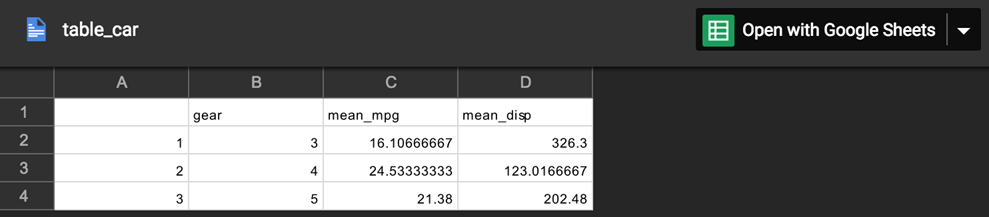 table_car
Open with Google Sheets
A B C D
1 gear mean_mpg mean_disp
2 1 3 16.10666667 326.3
3 2 4 24.53333333 123.0166667
4 3 5 21.38 202.48